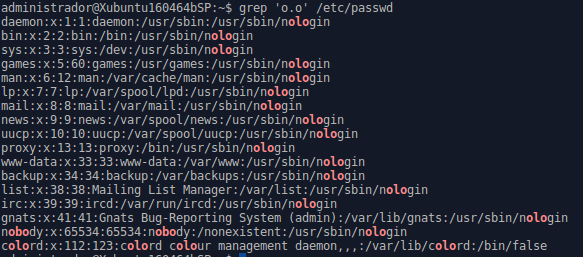 administrador@Xubuntu160464bSP:~$ grep 'o.o' /etc/passwd
daemon:x:1:1:daemon:/usr/sbin:/usr/sbin/nologin
bin:x:2:2:bin:/bin:/usr/sbin/nologin
sys:x:3:3:sys:/dev:/usr/sbin/nologin
games:x:5:60:games:/usr/games:/usr/sbin/nologin
man:x:6:12:man:/var/cache/man:/usr/sbin/nologin
lp:x:7:7:lp:/var/spool/lpd:/usr/sbin/nologin
mail:x:8:8:mail:/var/mail:/usr/sbin/nologin
news:x:9:9:news:/var/spool/news:/usr/sbin/nologin
uucp:x:10:10:uucp:/var/spool/uucp:/usr/sbin/nologin
proxy:x:13:13:proxy:/bin:/usr/sbin/nologin
www-data:x:33:33:www-data:/var/www:/usr/sbin/nologin
backup:x:34:34:backup:/var/backups:/usr/sbin/nologin
list:x:38:38:Mailing List Manager:/var/list:/usr/sbin/nologin
irc:x:39:39:ircd:/var/run/ircd:/usr/sbin/nologin
gnats:x:41:41:Gnats Bug-Reporting System (admin):/var/lib/gnats:/usr/sbin/nologin
nobody:x:65534:65534:nobody:/nonexistent:/usr/sbin/nologin
colord:x:112:123:colord colour management daemon,,,:/var/lib/colord:/bin/false
administrador@Xubuntu160464bSP:~$